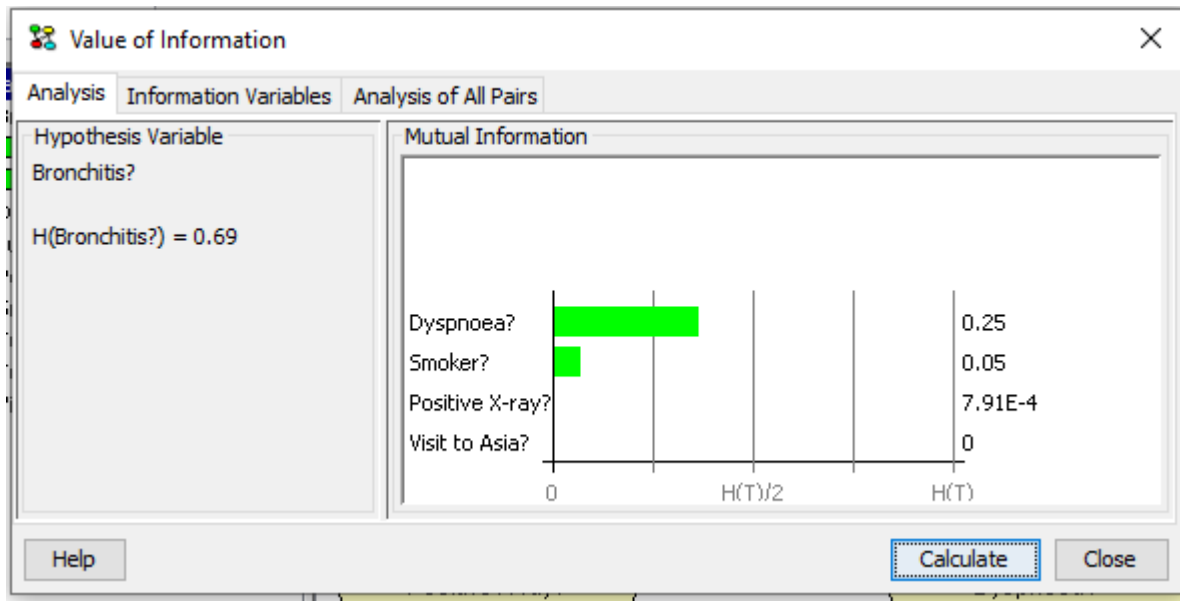 Value of Information
Analysis
Information Variables
Analysis of All Pairs
Hypothesis Variable
Bronchitis?
H(Bronchitis?) = 0.69
Mutual Information
Dyspnoea? 0.25
Smoker? 0.05
Positive X-ray? 7.91E-4
Visit to Asia? 0
0 H(T)/2 H(T)
Help
Calculate
Close